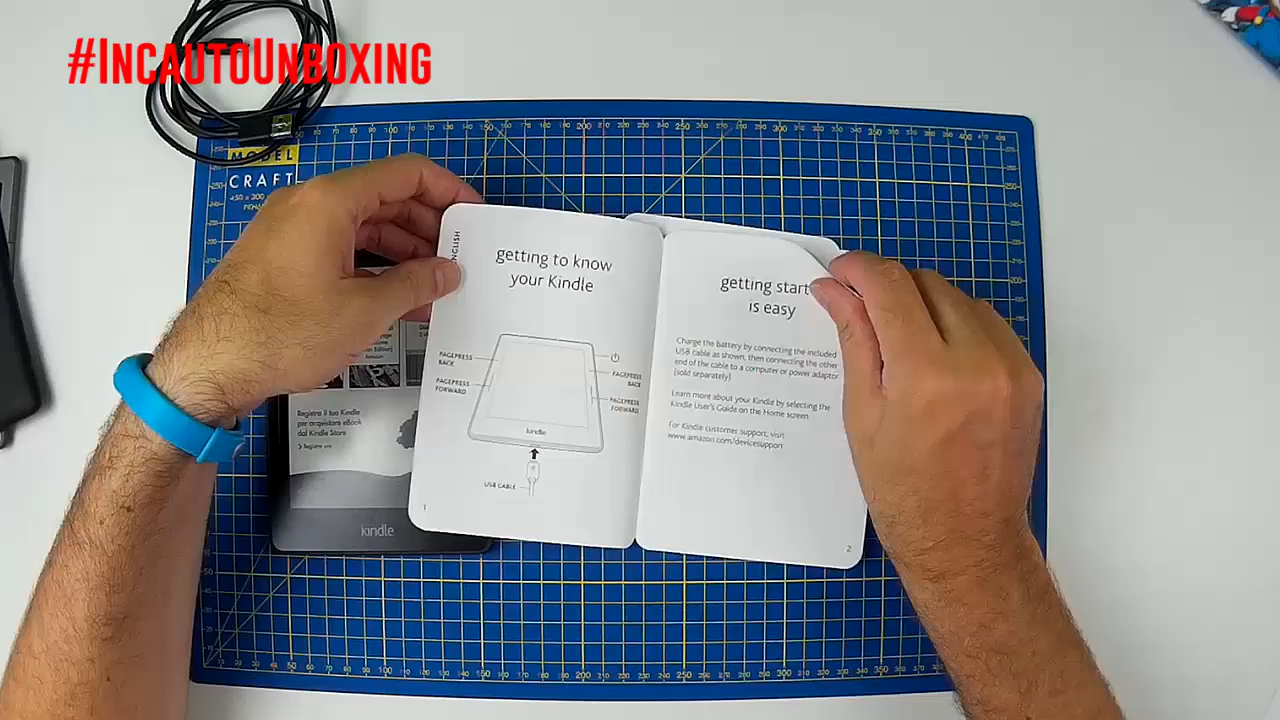 #IncautoUnboxing
MODEL
CRAFT
ENGLISH
getting to know
your Kindle
PAGEPRESS
BACK
PAGEPRESS
FORWARD
PAGEPRESS
BACK
PAGEPRESS
FORWARD
kindle
USB CABLE
1
getting start
is easy
Charge the battery by connecting the included
USB cable as shown, then connecting the other
end of the cable to a computer or power adaptor
(sold separately)
Learn more about your Kindle by selecting the
Kindle User's Guide on the Home screen
For Kindle customer support, visit
www.amazon.com/devicesupport
2
Registra il tuo Kindle
per acquistare eBook
dal Kindle Store
kindle